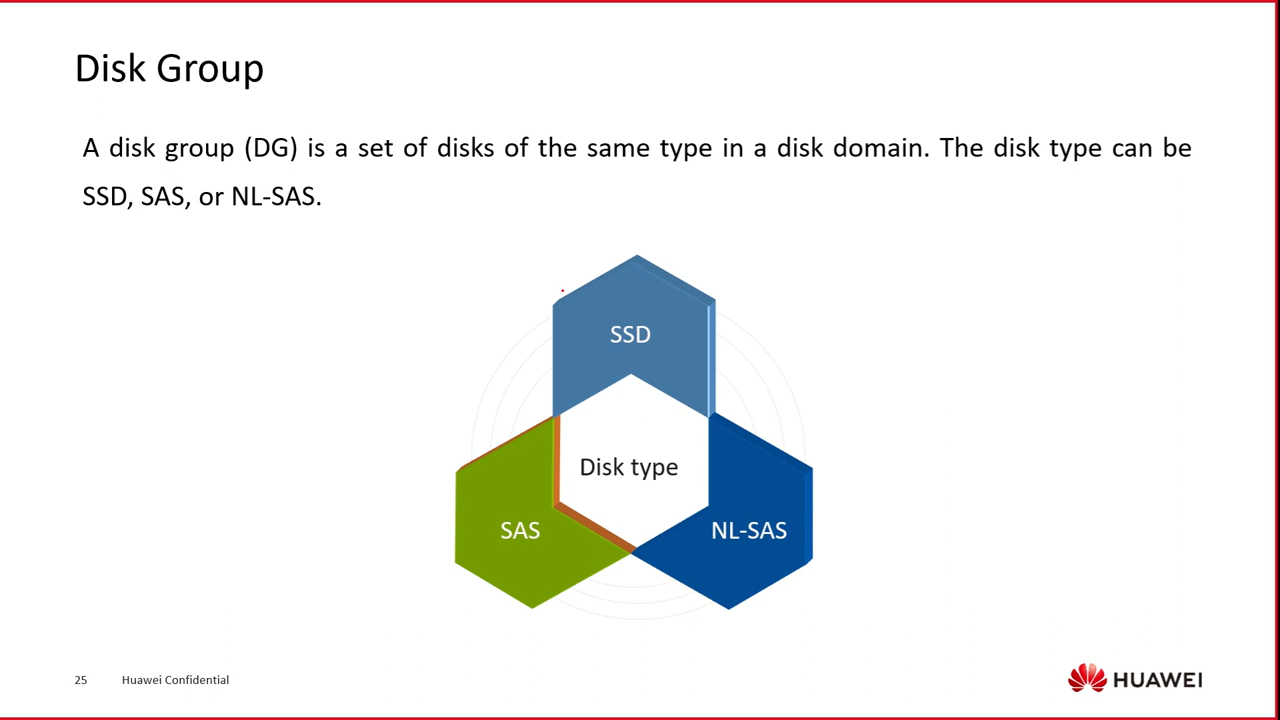 Disk Group
A disk group (DG) is a set of disks of the same type in a disk domain. The disk type can be
SSD, SAS, or NL-SAS.
SSD
Disk type
SAS
NL-SAS
25
Huawei Confidential
HUAWEI